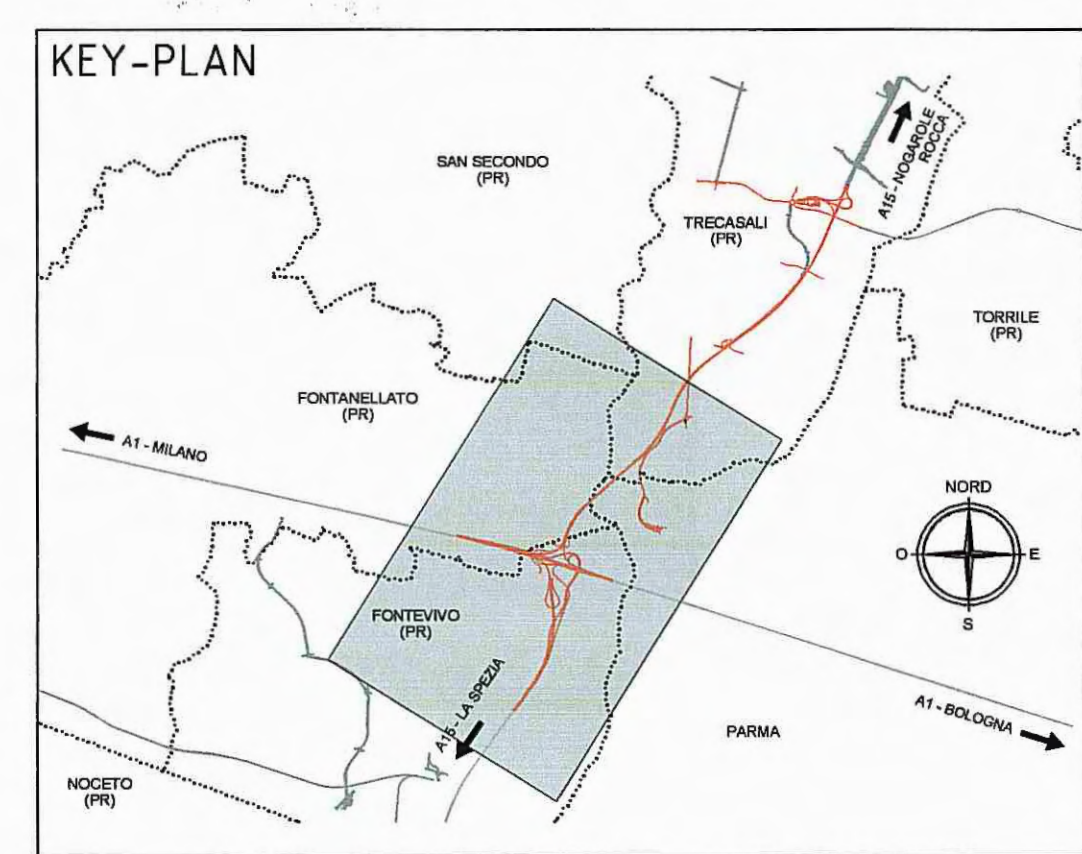 KEY-PLAN
SAN SECONDO
(PR)
A15 - NOGAROLE
ROCCA
TRECASALI
(PR)
TORRILE
(PR)
FONTANELLATO
(PR)
A1 - MILANO
NORD
O
E
S
FONTEVIVO
(PR)
A15 - LA SPEZIA
A1 - BOLOGNA
PARMA
NOCETO
(PR)